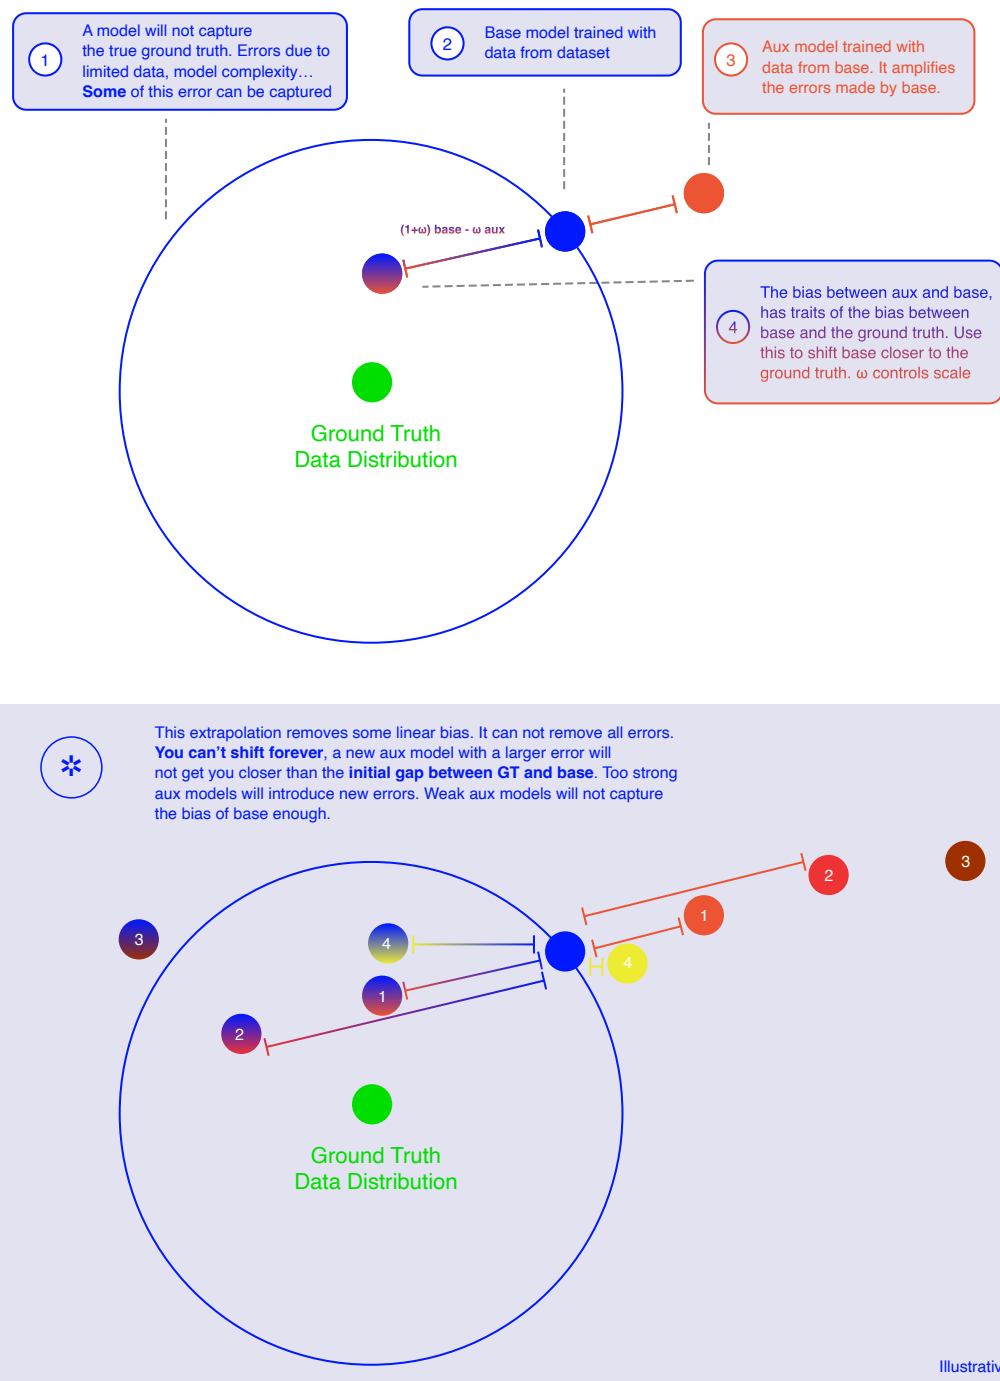 1
A model will not capture
the true ground truth. Errors due to
limited data, model complexity…
Some of this error can be captured
2
Base model trained with
data from dataset
3
Aux model trained with
data from base. It amplifies
the errors made by base.
(1+ω) base - ω aux
4
The bias between aux and base,
has traits of the bias between
base and the ground truth. Use
this to shift base closer to the
ground truth. ω controls scale
Ground Truth
Data Distribution
✲
This extrapolation removes some linear bias. It can not remove all errors.
You can't shift forever, a new aux model with a larger error will
not get you closer than the initial gap between GT and base. Too strong
aux models will introduce new errors. Weak aux models will not capture
the bias of base enough.
3
2
1
4
3
4
1
2
Ground Truth
Data Distribution
Illustrativ